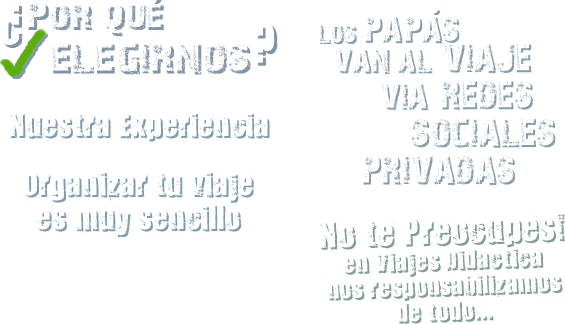 ¿POR QUÉ
ELEGIRNOS?
Nuestra Experiencia
Organizar tu viaje
es muy sencillo
LOS PAPÁS
VAN AL VIAJE
VIA REDES
SOCIALES
PRIVADAS
No te Preocupes!
en Viajes Didactica
nos responsabilizamos
de todo...